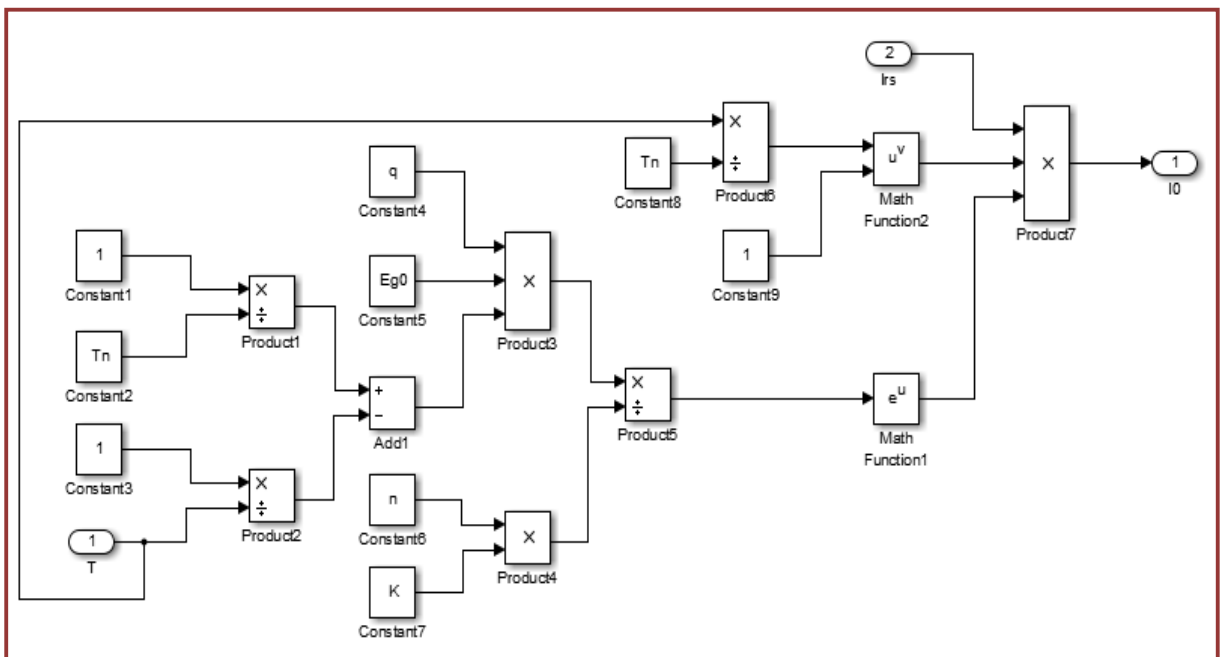 2
Irs
×
÷
Product6
Tn
Constant8
u^v
Math
Function2
×
Product7
1
I0
q
Constant4
1
Constant9
1
Constant1
×
÷
Product1
Eg0
Constant5
×
Product3
Tn
Constant2
+
−
Add1
×
÷
Product5
e^u
Math
Function1
1
Constant3
×
÷
Product2
n
Constant6
1
T
×
Product4
K
Constant7